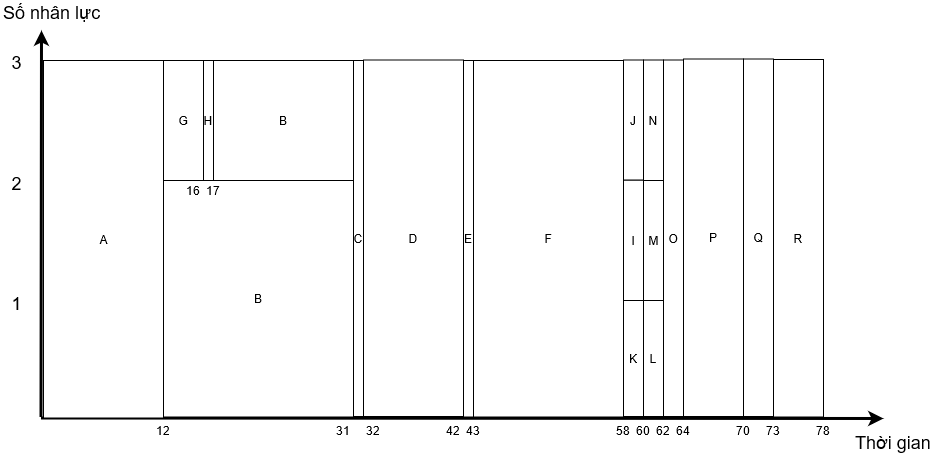 Số nhân lực
3
G H B J N
2
16 17
A C D E F I M O P Q R
B
1
K L
12 31 32 42 43 58 60 62 64 70 73 78
Thời gian